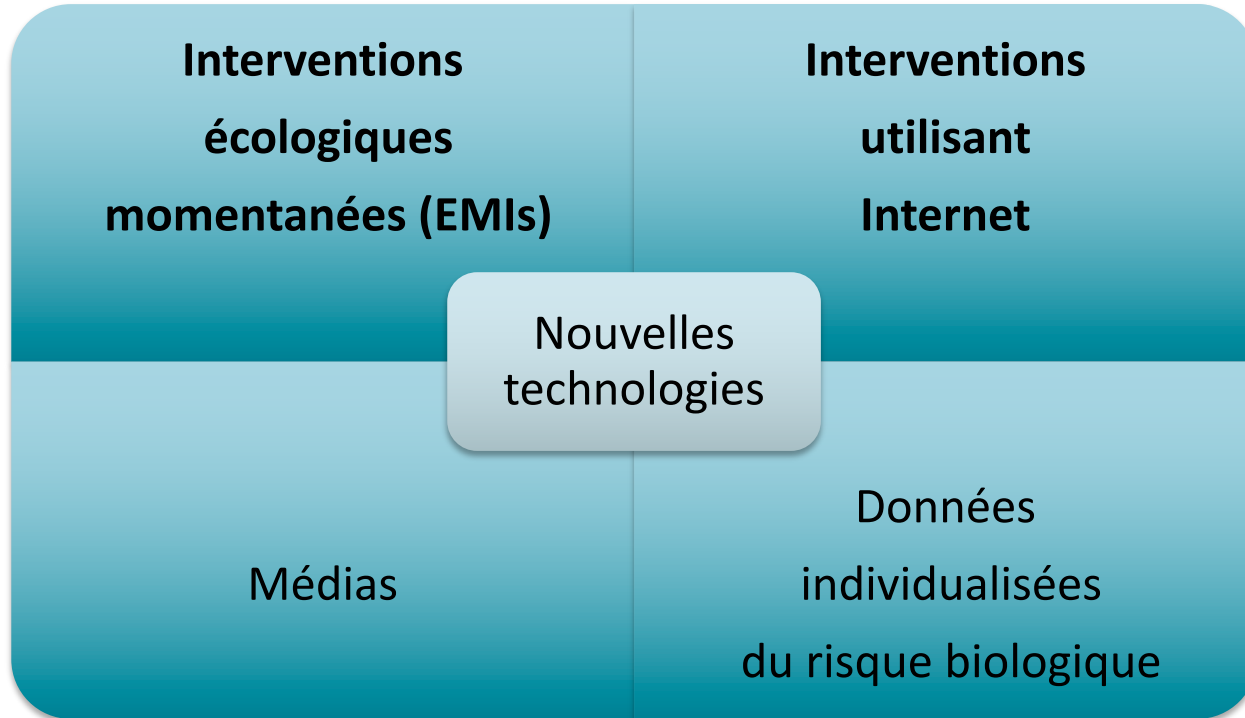 Interventions
écologiques
momentanées (EMIs)
Interventions
utilisant
Internet
Nouvelles
technologies
Médias
Données
individualisées
du risque biologique